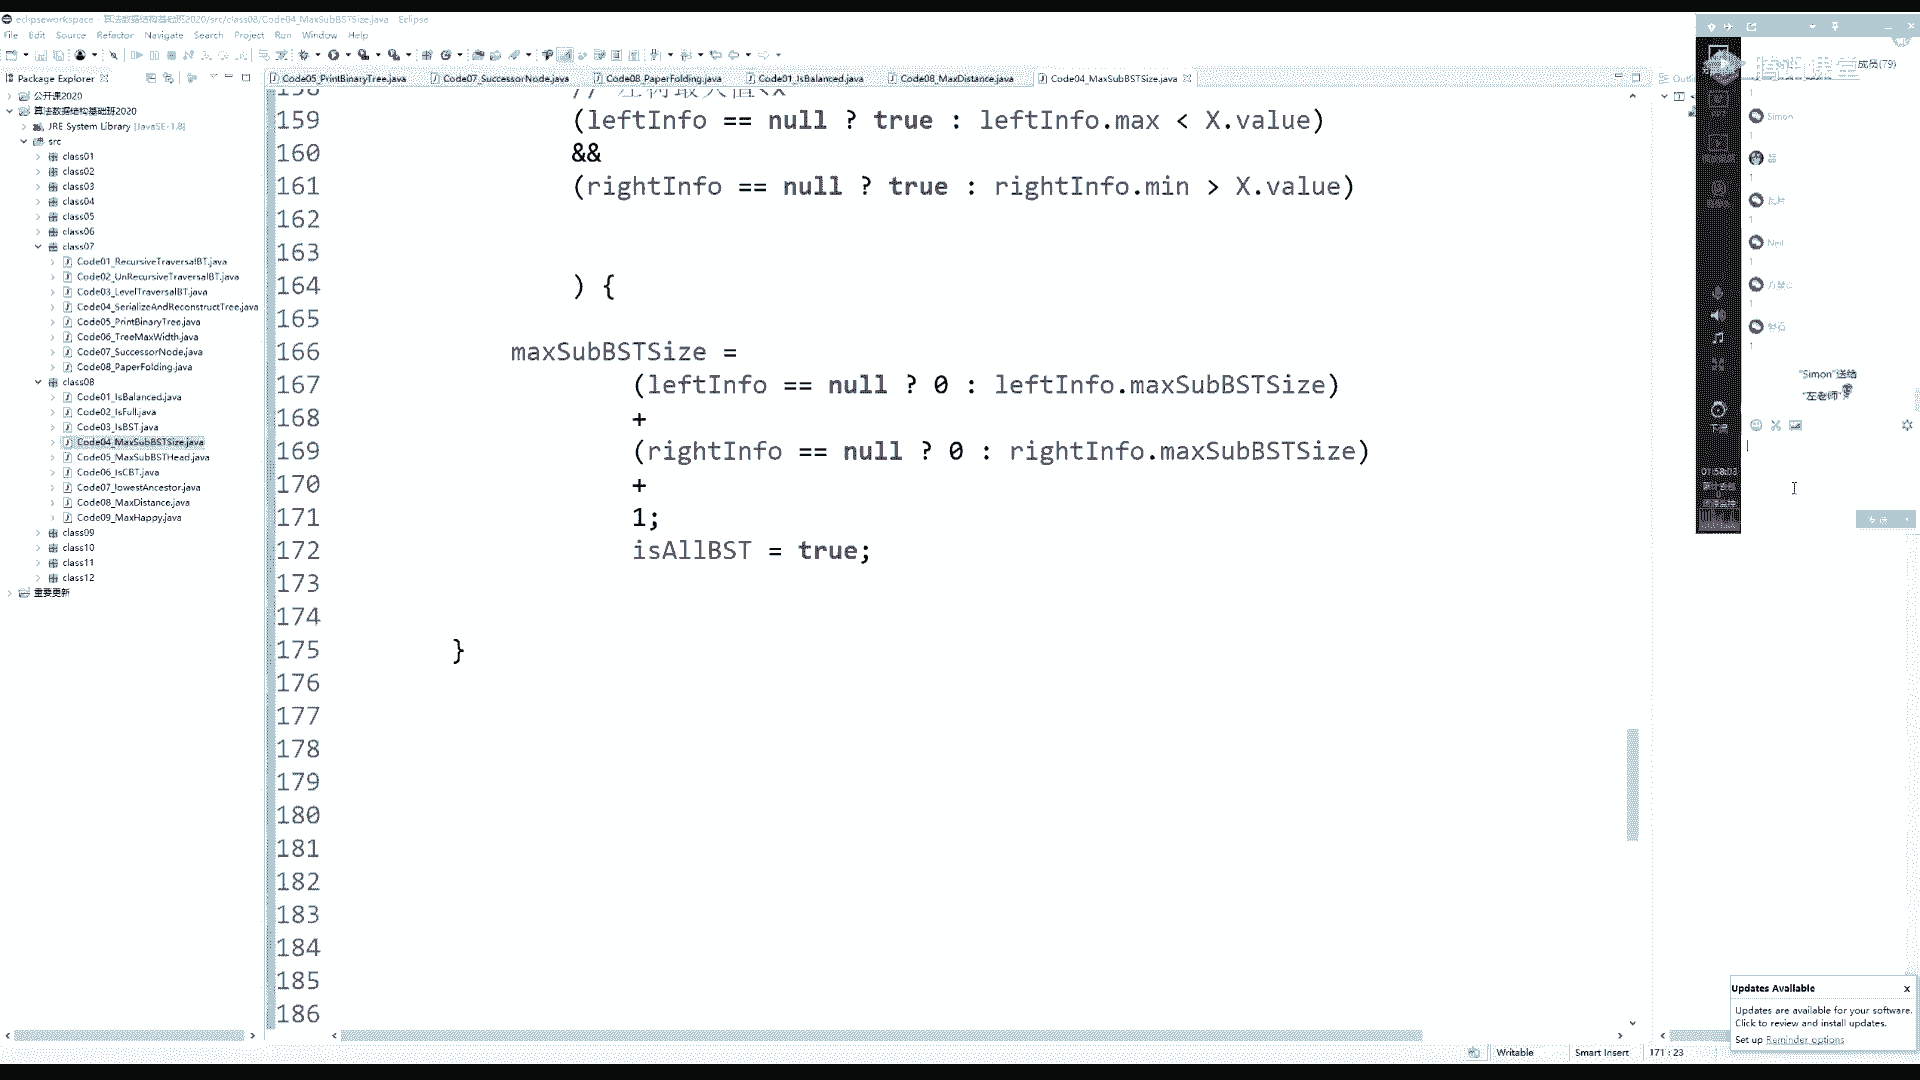 eclipseworkspace - 算法数据结构基础班2020/src/class08/Code04_MaxSubBSTSize.java - Eclipse
File Edit Source Refactor Navigate Search Project Run Window Help
Package Explorer
Code05_PrintBinaryTree.java Code07_SuccessorNode.java Code08_PaperFolding.java Code01_IsBalanced.java Code08_MaxDistance.java Code04_MaxSubBSTSize.java
公开课2020
算法数据结构基础班2020
JRE System Library [JavaSE-1.8]
src
class01
class02
class03
class04
class05
class06
class07
Code01_RecursiveTraversalBT.java
Code02_UnRecursiveTraversalBT.java
Code03_LevelTraversalBT.java
Code04_SerializeAndReconstructTree.java
Code05_PrintBinaryTree.java
Code06_TreeMaxWidth.java
Code07_SuccessorNode.java
Code08_PaperFolding.java
class08
Code01_IsBalanced.java
Code02_IsFull.java
Code03_IsBST.java
Code04_MaxSubBSTSize.java
Code05_MaxSubBSTHead.java
Code06_IsCBT.java
Code07_lowestAncestor.java
Code08_MaxDistance.java
Code09_MaxHappy.java
class09
class10
class11
class12
重要更新
159 (leftInfo == null ? true : leftInfo.max < X.value)
160 &&
161 (rightInfo == null ? true : rightInfo.min > X.value)
162
163
164 ) {
165
166 maxSubBSTSize =
167 (leftInfo == null ? 0 : leftInfo.maxSubBSTSize)
168 +
169 (rightInfo == null ? 0 : rightInfo.maxSubBSTSize)
170 +
171 1;
172 isAllBST = true;
173
174
175 }
176
177
178
179
180
181
182
183
184
185
186
成员(79)
1
Simon
1
1
1
Neil
1
1
1
"Simon"送给
"左老师"
01:58:03
Updates Available
Updates are available for your software.
Click to review and install updates.
Set up Reminder options
Writable Smart Insert 171 : 23